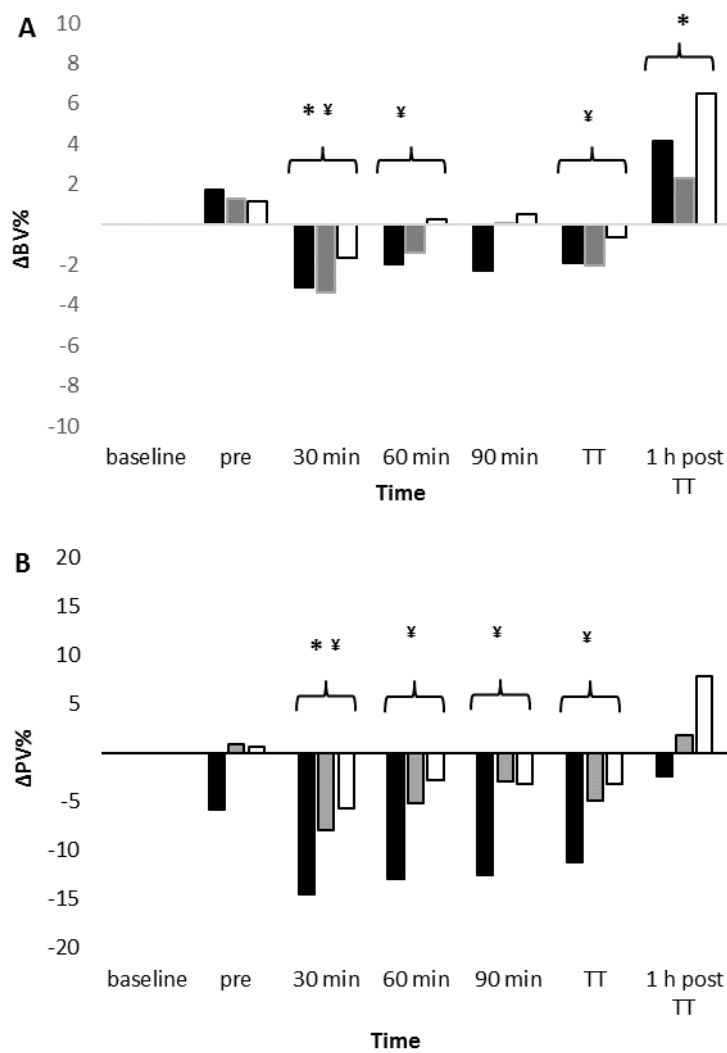 A
10
8
6
4
2
-2
-4
-6
-8
-10
ΔBV%
* ¥
¥
¥
*
baseline pre 30 min 60 min 90 min TT 1 h post
TT
Time
B
20
15
10
5
-5
-10
-15
-20
ΔPV%
* ¥
¥
¥
¥
baseline pre 30 min 60 min 90 min TT 1 h post
TT
Time